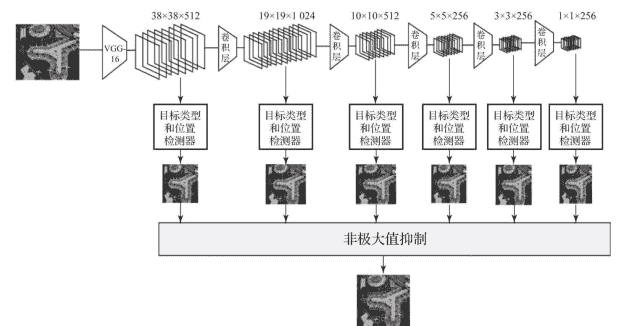 38×38×512
19×19×1 024
10×10×512
5×5×256
3×3×256
1×1×256
VGG-
16
卷积层
卷积层
卷积层
卷积层
卷积层
目标类型
和位置
检测器
目标类型
和位置
检测器
目标类型
和位置
检测器
目标类型
和位置
检测器
目标类型
和位置
检测器
目标类型
和位置
检测器
非极大值抑制